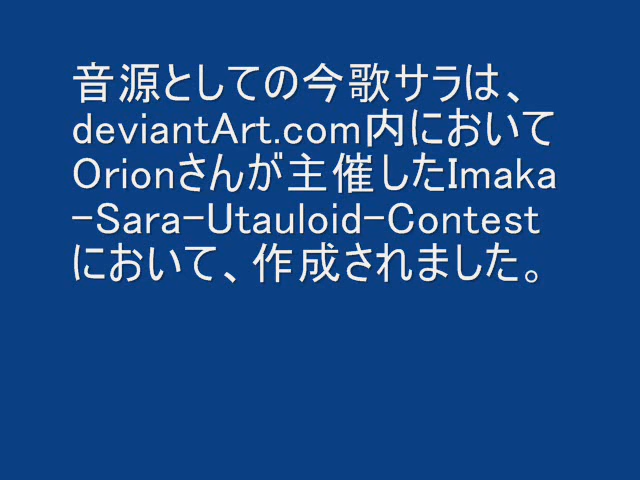 音源としての今歌サラは、
deviantArt.com内において
Orionさんが主催したImaka
-Sara-Utauloid-Contest
において、作成されました。